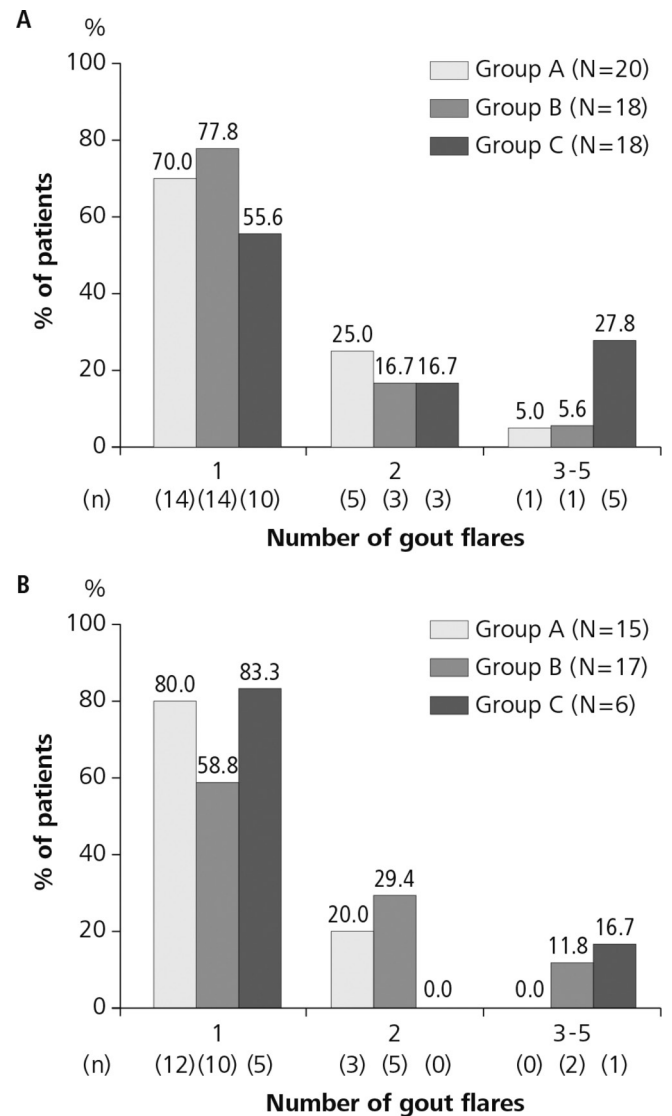 A
%
100
80
60
40
20
0
% of patients
Group A (N=20)
Group B (N=18)
Group C (N=18)
70.0 77.8 55.6
25.0 16.7 16.7
5.0 5.6 27.8
1 2 3-5
(n) (14) (14) (10) (5) (3) (3) (1) (1) (5)
Number of gout flares
B
%
100
80
60
40
20
0
% of patients
Group A (N=15)
Group B (N=17)
Group C (N=6)
80.0 58.8 83.3
20.0 29.4 0.0
0.0 11.8 16.7
1 2 3-5
(n) (12) (10) (5) (3) (5) (0) (0) (2) (1)
Number of gout flares